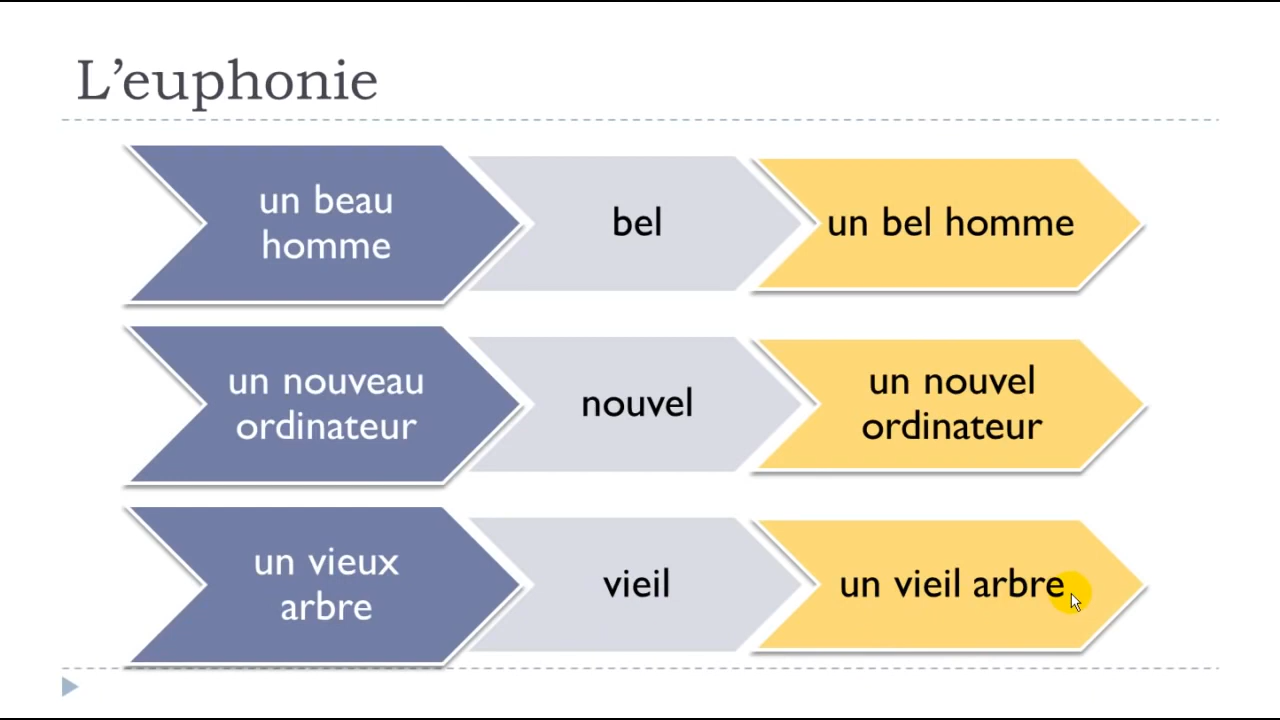 L’euphonie
un beau
homme
bel
un bel homme
un nouveau
ordinateur
nouvel
un nouvel
ordinateur
un vieux
arbre
vieil
un vieil arbre